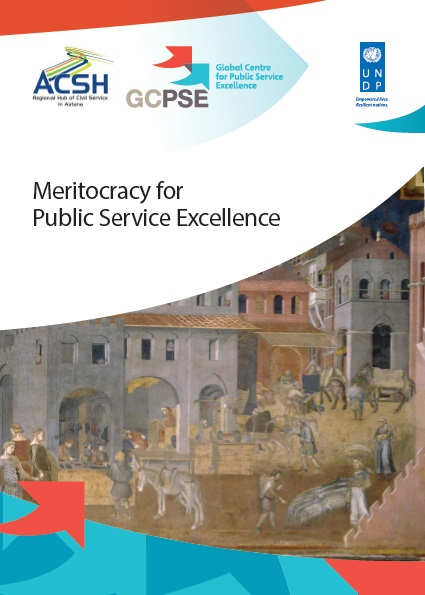 ACSH
Regional Hub of Civil Service
in Astana
GCPSE
Global Centre
for Public Service
Excellence
U N
D P
Empowered lives.
Resilient nations.
Meritocracy for
Public Service Excellence